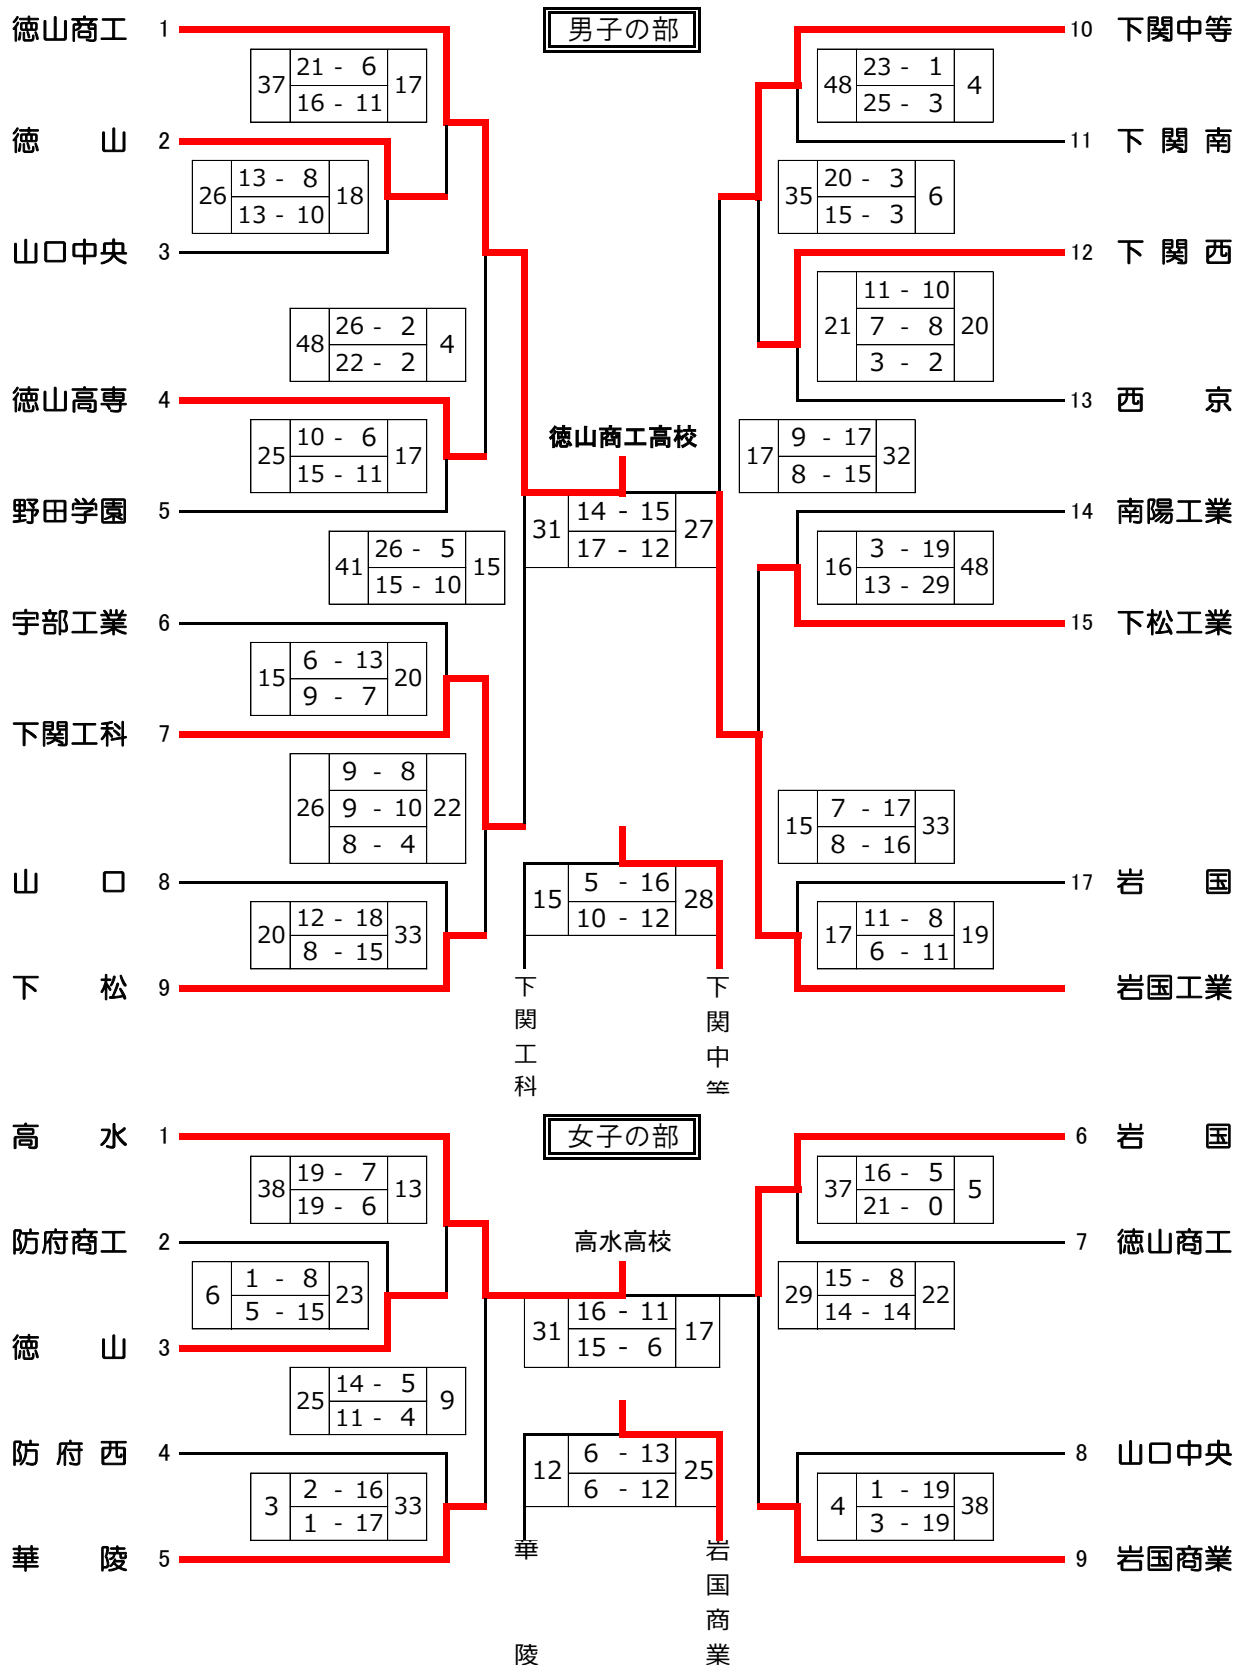 男子の部
徳山商工 1
37 21 - 6 17
16 - 11
徳山 2
26 13 - 8 18
13 - 10
山口中央 3
48 26 - 2 4
22 - 2
徳山高専 4
25 10 - 6 17
15 - 11
野田学園 5
41 26 - 5 15
15 - 10
宇部工業 6
15 6 - 13 20
9 - 7
下関工科 7
26 9 - 8 22
9 - 10
8 - 4
山口 8
20 12 - 18 33
8 - 15
下松 9
徳山商工高校
31 14 - 15 27
17 - 12
15 5 - 16 28
10 - 12
下関工科
下関中等
10 下関中等
48 23 - 1 4
25 - 3
11 下関南
35 20 - 3 6
15 - 3
12 下関西
21 11 - 10 20
7 - 8
3 - 2
13 西京
17 9 - 17 32
8 - 15
14 南陽工業
16 3 - 19 48
13 - 29
15 下松工業
15 7 - 17 33
8 - 16
17 岩国
17 11 - 8 19
6 - 11
岩国工業
女子の部
高水 1
38 19 - 7 13
19 - 6
防府商工 2
6 1 - 8 23
5 - 15
徳山 3
25 14 - 5 9
11 - 4
防府西 4
3 2 - 16 33
1 - 17
華陵 5
高水高校
31 16 - 11 17
15 - 6
12 6 - 13 25
6 - 12
華陵
岩国商業
6 岩国
37 16 - 5 5
21 - 0
7 徳山商工
29 15 - 8 22
14 - 14
8 山口中央
4 1 - 19 38
3 - 19
9 岩国商業